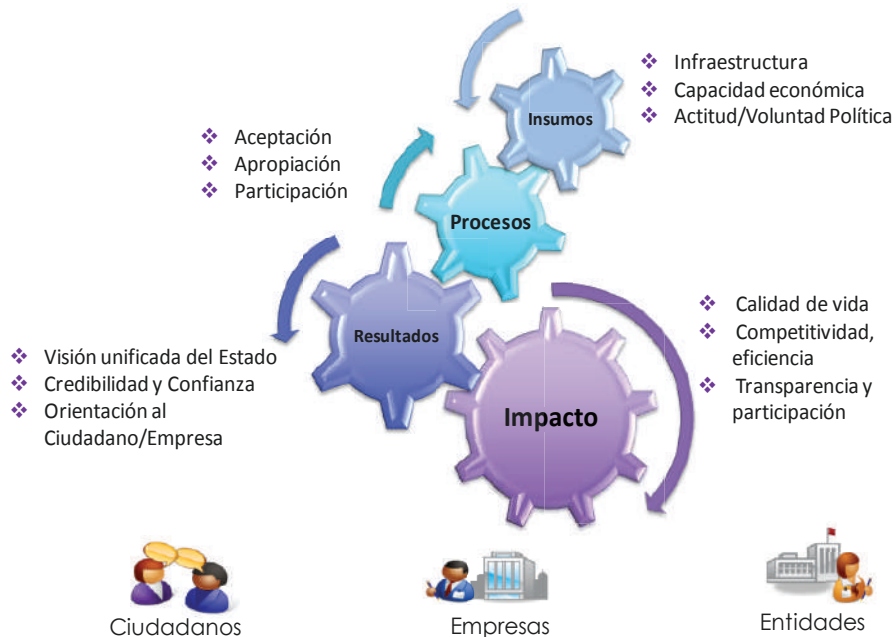 Insumos
❖ Infraestructura
❖ Capacidad económica
❖ Actitud/Voluntad Política
Procesos
❖ Aceptación
❖ Apropiación
❖ Participación
Resultados
❖ Visión unificada del Estado
❖ Credibilidad y Confianza
❖ Orientación al
Ciudadano/Empresa
Impacto
❖ Calidad de vida
❖ Competitividad,
eficiencia
❖ Transparencia y
participación
Ciudadanos
Empresas
Entidades